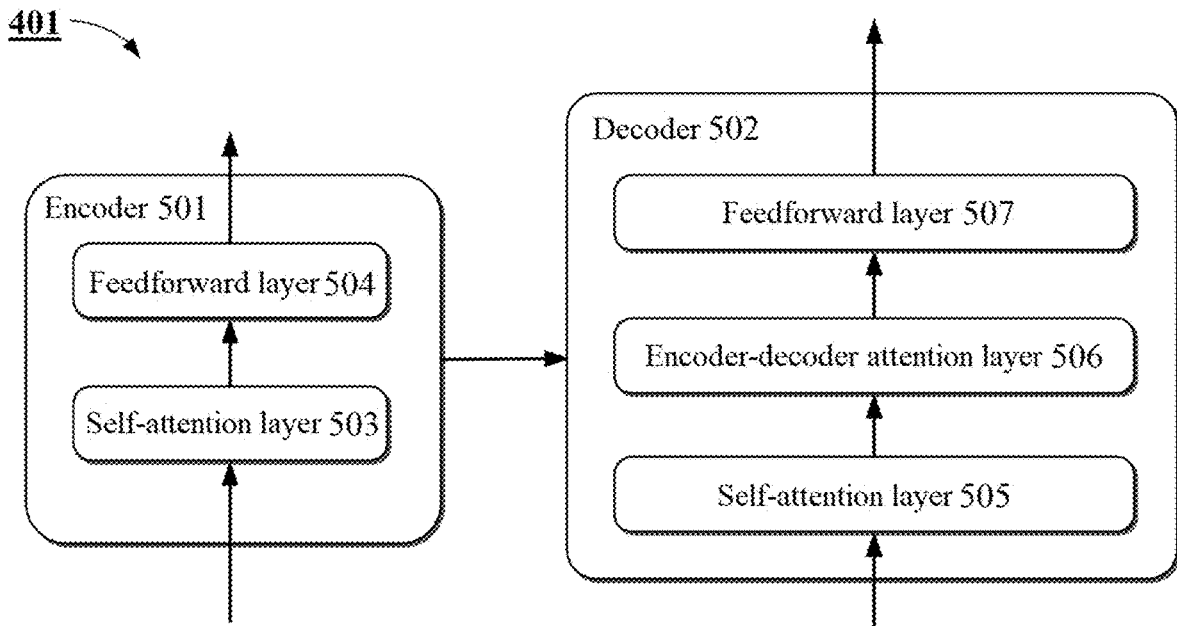 401
Encoder 501
Feedforward layer 504
Self-attention layer 503
Decoder 502
Feedforward layer 507
Encoder-decoder attention layer 506
Self-attention layer 505